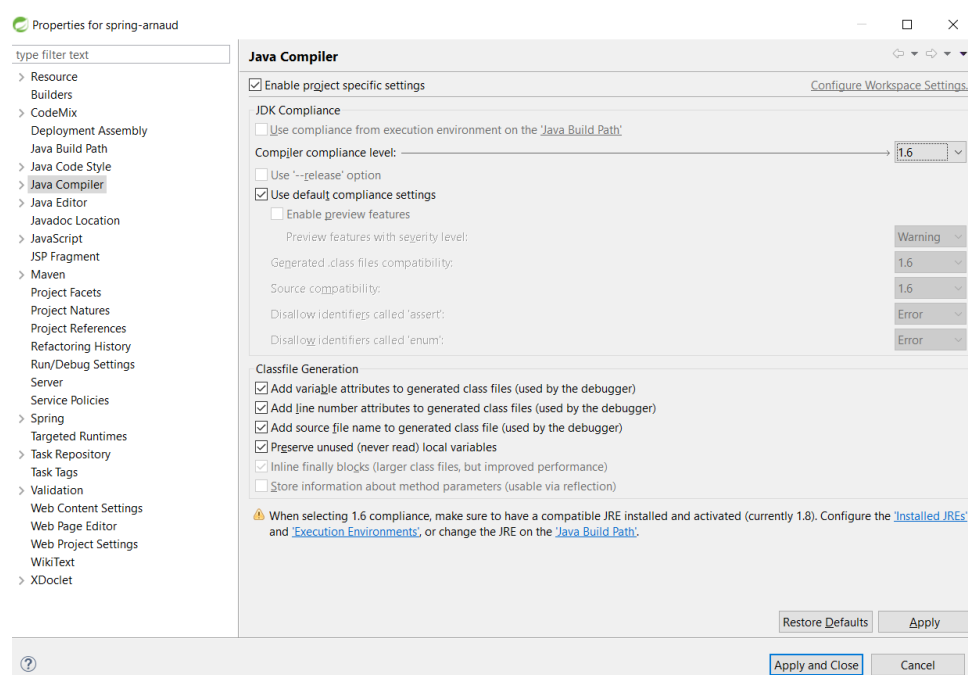 Properties for spring-arnaud
type filter text
Resource
Builders
CodeMix
Deployment Assembly
Java Build Path
Java Code Style
Java Compiler
Java Editor
Javadoc Location
JavaScript
JSP Fragment
Maven
Project Facets
Project Natures
Project References
Refactoring History
Run/Debug Settings
Server
Service Policies
Spring
Targeted Runtimes
Task Repository
Task Tags
Validation
Web Content Settings
Web Page Editor
Web Project Settings
WikiText
XDoclet
Java Compiler
Enable project specific settings
Configure Workspace Settings.
JDK Compliance
Use compliance from execution environment on the 'Java Build Path'
Compiler compliance level: 1.6
Use '--release' option
Use default compliance settings
Enable preview features
Preview features with severity level: Warning
Generated .class files compatibility: 1.6
Source compatibility: 1.6
Disallow identifiers called 'assert': Error
Disallow identifiers called 'enum': Error
Classfile Generation
Add variable attributes to generated class files (used by the debugger)
Add line number attributes to generated class files (used by the debugger)
Add source file name to generated class file (used by the debugger)
Preserve unused (never read) local variables
Inline finally blocks (larger class files, but improved performance)
Store information about method parameters (usable via reflection)
When selecting 1.6 compliance, make sure to have a compatible JRE installed and activated (currently 1.8). Configure the 'Installed JREs'
and 'Execution Environments', or change the JRE on the 'Java Build Path'.
Restore Defaults Apply
Apply and Close Cancel